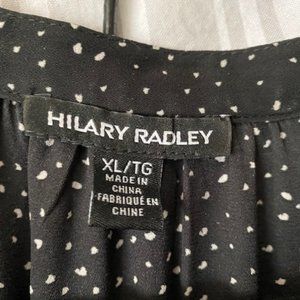 HILARY RADLEY
XL/TG
MADE IN
CHINA
FABRIQUÉ EN
CHINE